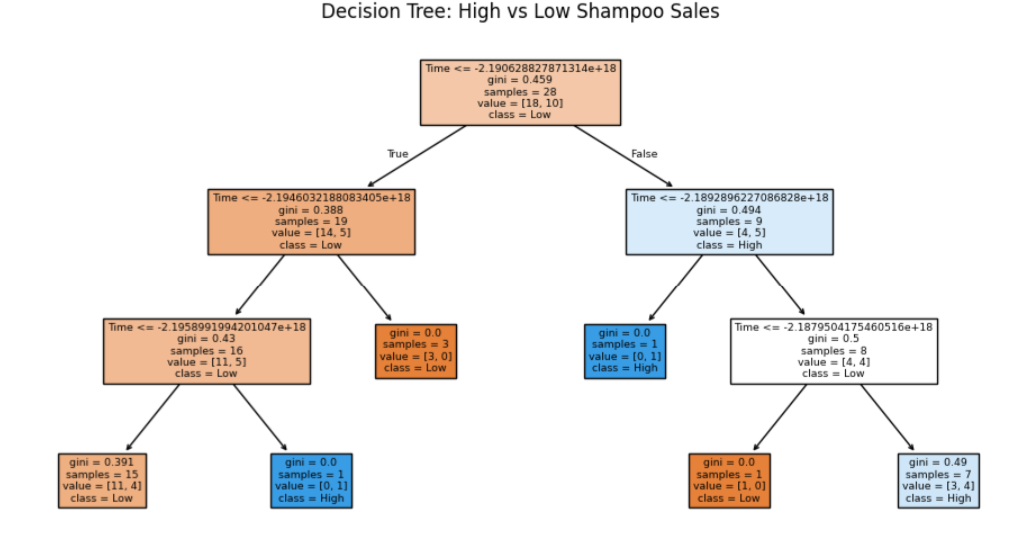 Decision Tree: High vs Low Shampoo Sales
Time <= -2.190628827871314e+18
gini = 0.459
samples = 28
value = [18, 10]
class = Low
True
False
Time <= -2.1946032188083405e+18
gini = 0.388
samples = 19
value = [14, 5]
class = Low
Time <= -2.1892896227086828e+18
gini = 0.494
samples = 9
value = [4, 5]
class = High
Time <= -2.1958991994201047e+18
gini = 0.43
samples = 16
value = [11, 5]
class = Low
gini = 0.0
samples = 3
value = [3, 0]
class = Low
gini = 0.0
samples = 1
value = [0, 1]
class = High
Time <= -2.1879504175460516e+18
gini = 0.5
samples = 8
value = [4, 4]
class = Low
gini = 0.391
samples = 15
value = [11, 4]
class = Low
gini = 0.0
samples = 1
value = [0, 1]
class = High
gini = 0.0
samples = 1
value = [1, 0]
class = Low
gini = 0.49
samples = 7
value = [3, 4]
class = High